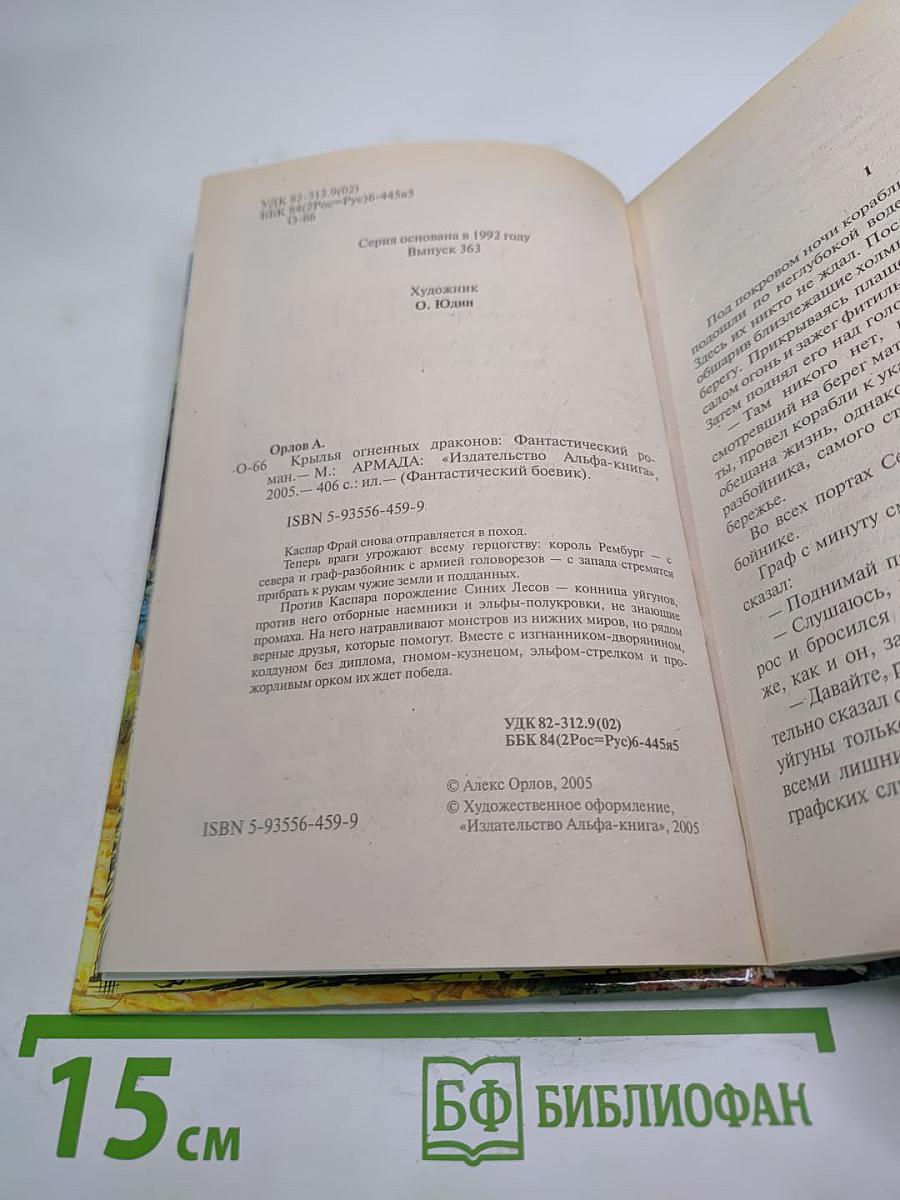 УДК 82-312.9(02)
ББК 84(2Рос=Рус)6-445я5
О-66
Серия основана в 1992 году
Выпуск 363
Художник
О. Юдин
Орлов А.
О-66 Крылья огненных драконов: Фантастический ро-
ман.— М.: АРМАДА: «Издательство Альфа-книга»,
2005.— 406 с.: ил.— (Фантастический боевик).
ISBN 5-93556-459-9
Каспар Фрай снова отправляется в поход.
Теперь враги угрожают всему герцогству: король Рембург — с
севера и граф-разбойник с армией головорезов — с запада стремятся
прибрать к рукам чужие земли и подданных.
Против Каспара порождение Синих Лесов — конница уйгунов,
против него отборные наемники и эльфы-полукровки, не знающие
промаха. На него натравливают монстров из нижних миров, но рядом
верные друзья, которые помогут. Вместе с изгнанником-дворянином,
колдуном без диплома, гномом-кузнецом, эльфом-стрелком и про-
жорливым орком их ждет победа.
УДК 82-312.9(02)
ББК 84(2Рос=Рус)6-445я5
© Алекс Орлов, 2005
© Художественное оформление,
«Издательство Альфа-книга», 2005
ISBN 5-93556-459-9
1
Под покровом ночи корабли
подошли по неглубокой воде
Здесь их никто не ждал. Пос
обшарив близлежащие холмы
берегу. Прикрываясь плаще
салом огонь и зажег фитиль
Затем поднял его над голо
— Там никого нет,
смотревший на берег мат
ты, провел корабли к ука
обещана жизнь, однако
разбойника, самого ст
бережье.
Во всех портах Се
бойнике.
Граф с минуту см
сказал:
— Поднимай па
— Слушаюсь,
рос и бросился
же, как и он, за
— Давайте,
тельно сказал
уйгуны только
всеми лишни
графских сл
15 см
БФ БИБЛИОФАН